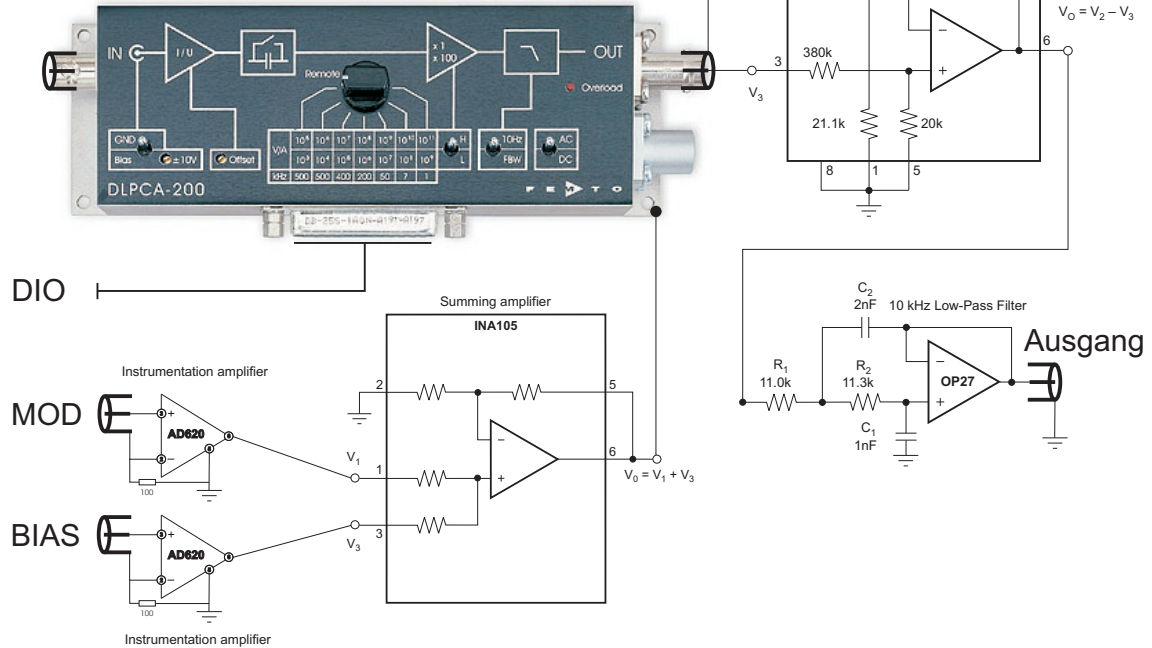 V_O = V_2 – V_3
IN
I/U
x 1
x 100
OUT
Remote
Overload
GND
Bias
±10V
Offset
V/A
10^5 10^6 10^7 10^8 10^9 10^10 10^11
10^3 10^4 10^5 10^6 10^7 10^8 10^9
kHz 500 500 400 200 50 7 1
H
L
10Hz
FBW
AC
DC
DLPCA-200
FEMTO
3
V_3
380k
21.1k
20k
–
+
6
8
1
5
DIO
Summing amplifier
INA105
2
5
–
+
6
V_0 = V_1 + V_3
Instrumentation amplifier
MOD
AD620
+
–
100
V_1
1
BIAS
AD620
+
–
100
V_3
3
Instrumentation amplifier
C_2
2nF
10 kHz Low-Pass Filter
R_1
11.0k
R_2
11.3k
C_1
1nF
OP27
–
+
Ausgang